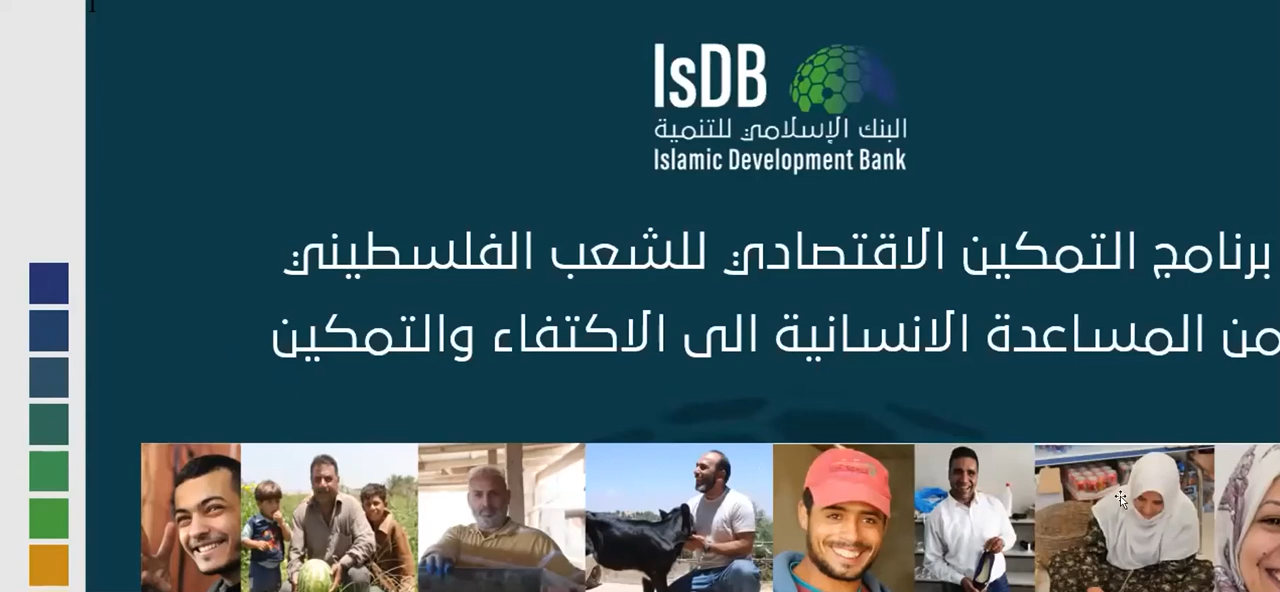 IsDB
البنك الإسلامي للتنمية
Islamic Development Bank
برنامج التمكين الاقتصادي للشعب الفلسطيني
من المساعدة الانسانية الى الاكتفاء والتمكين